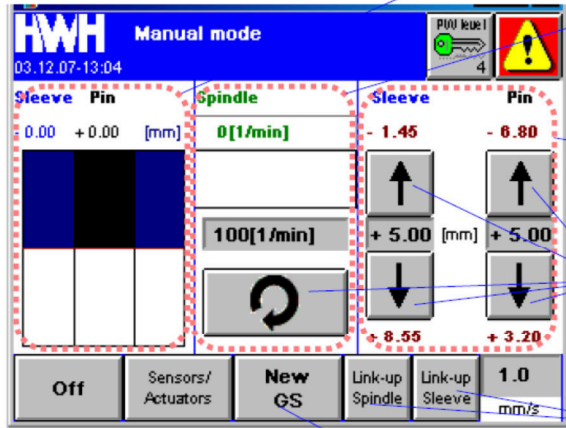 HWH
Manual mode
PW level
4
03.12.07-13:04
Sleeve Pin
- 0.00 + 0.00 [mm]
Spindle
0[1/min]
100[1/min]
Sleeve Pin
- 1.45 - 6.80
+ 5.00 [mm] + 5.00
+ 8.55 + 3.20
Off
Sensors/
Actuators
New
GS
Link-up
Spindle
Link-up
Sleeve
1.0
mm/s